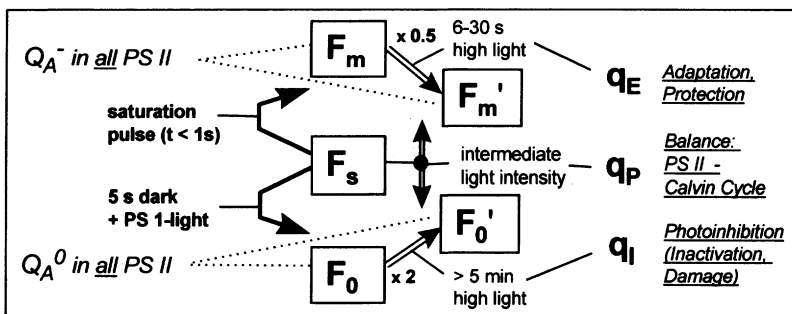 Q_A^- in all PS II
F_m
x 0.5
6-30 s
high light
F_m'
q_E
Adaptation,
Protection
saturation
pulse (t < 1s)
F_s
intermediate
light intensity
q_P
Balance:
PS II -
Calvin Cycle
5 s dark
+ PS 1-light
F_0'
Q_A^0 in all PS II
F_0
x 2
> 5 min
high light
q_I
Photoinhibition
(Inactivation,
Damage)